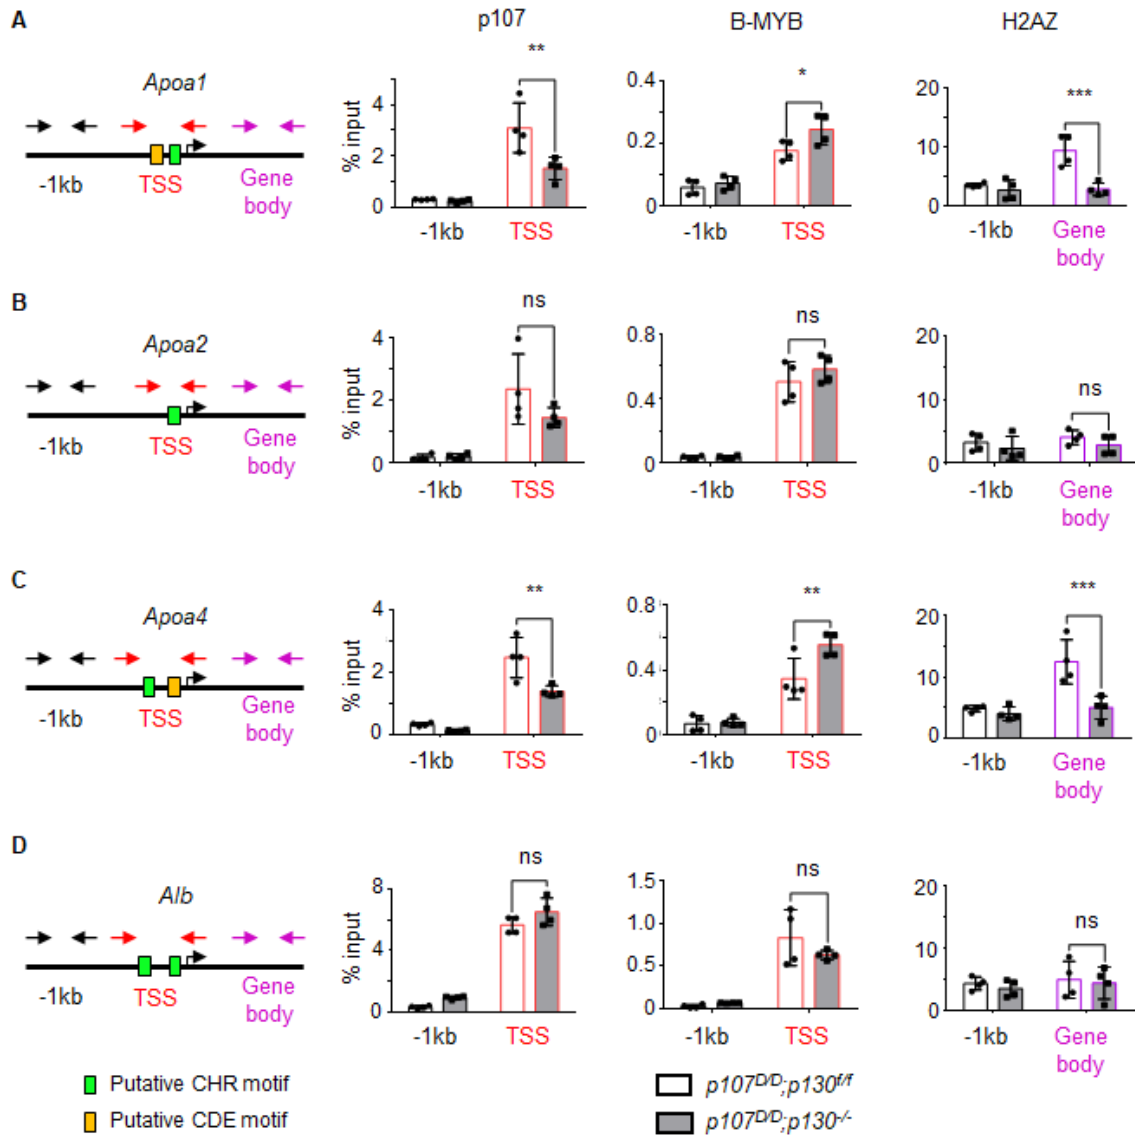 A
p107
B-MYB
H2AZ
Apoa1
-1kb
TSS
Gene
body
% input
4
2
0
**
-1kb
TSS
0.4
0.2
0
*
-1kb
TSS
20
10
0
***
-1kb
Gene
body
B
Apoa2
-1kb
TSS
Gene
body
% input
4
2
0
ns
-1kb
TSS
0.8
0.4
0
ns
-1kb
TSS
20
10
0
ns
-1kb
Gene
body
C
Apoa4
-1kb
TSS
Gene
body
% input
4
2
0
**
-1kb
TSS
0.8
0.4
0
**
-1kb
TSS
20
10
0
***
-1kb
Gene
body
D
Alb
-1kb
TSS
Gene
body
% input
8
4
0
ns
-1kb
TSS
1.5
1.0
0.5
0
ns
-1kb
TSS
20
10
0
ns
-1kb
Gene
body
Putative CHR motif
Putative CDE motif
p107D/D;p130f/f
p107D/D;p130-/-